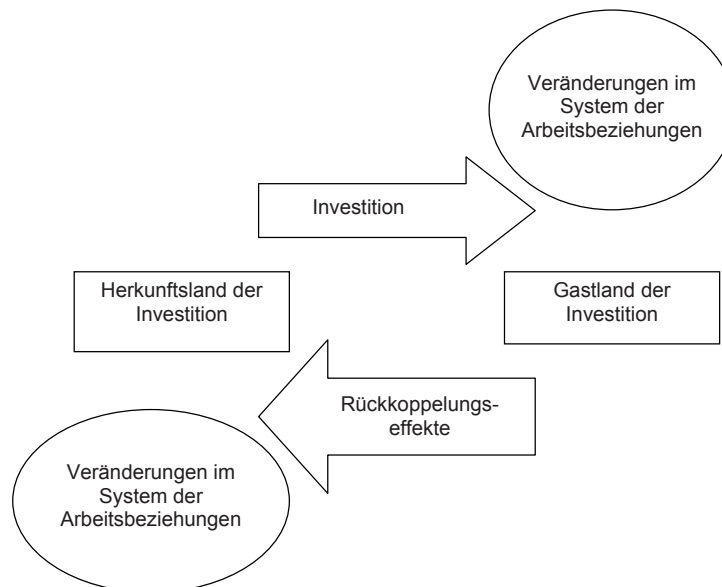 Veränderungen im
System der
Arbeitsbeziehungen
Investition
Herkunftsland der
Investition
Gastland der
Investition
Rückkoppelungs-
effekte
Veränderungen im
System der
Arbeitsbeziehungen